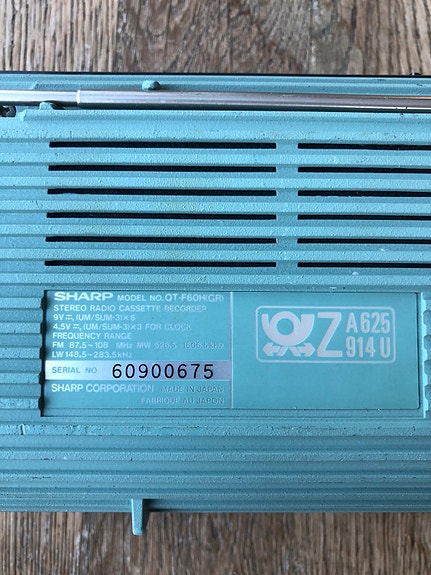 SHARP MODEL NO. QT-F60H(GR)
STEREO RADIO CASSETTE RECORDER
9V ⎓ (UM/SUM-3)×6
4.5V ⎓ (UM/SUM-3)×3 FOR CLOCK
FREQUENCY RANGE
FM 87.5-108 MHz MW 526.5-1606.5kHz
LW 148.5-283.5kHz
SERIAL NO 60900675
SHARP CORPORATION MADE IN JAPAN
FABRIQUÉ AU JAPON
Z A625
914U